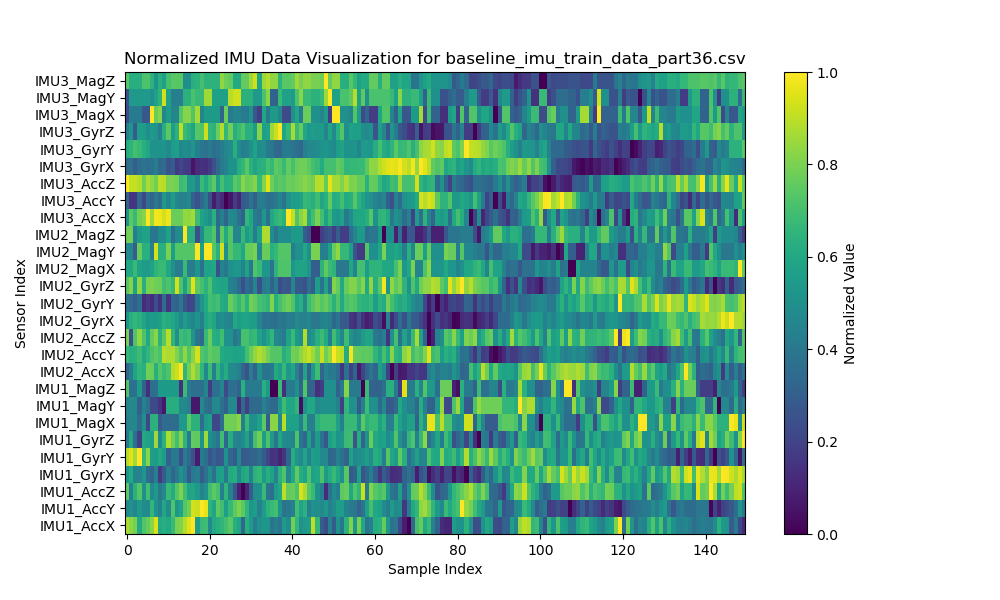 Normalized IMU Data Visualization for baseline_imu_train_data_part36.csv
IMU3_MagZ
IMU3_MagY
IMU3_MagX
IMU3_GyrZ
IMU3_GyrY
IMU3_GyrX
IMU3_AccZ
IMU3_AccY
IMU3_AccX
IMU2_MagZ
IMU2_MagY
IMU2_MagX
IMU2_GyrZ
IMU2_GyrY
IMU2_GyrX
IMU2_AccZ
IMU2_AccY
IMU2_AccX
IMU1_MagZ
IMU1_MagY
IMU1_MagX
IMU1_GyrZ
IMU1_GyrY
IMU1_GyrX
IMU1_AccZ
IMU1_AccY
IMU1_AccX
Sensor Index
0 20 40 60 80 100 120 140
Sample Index
1.0
0.8
0.6
0.4
0.2
0.0
Normalized Value